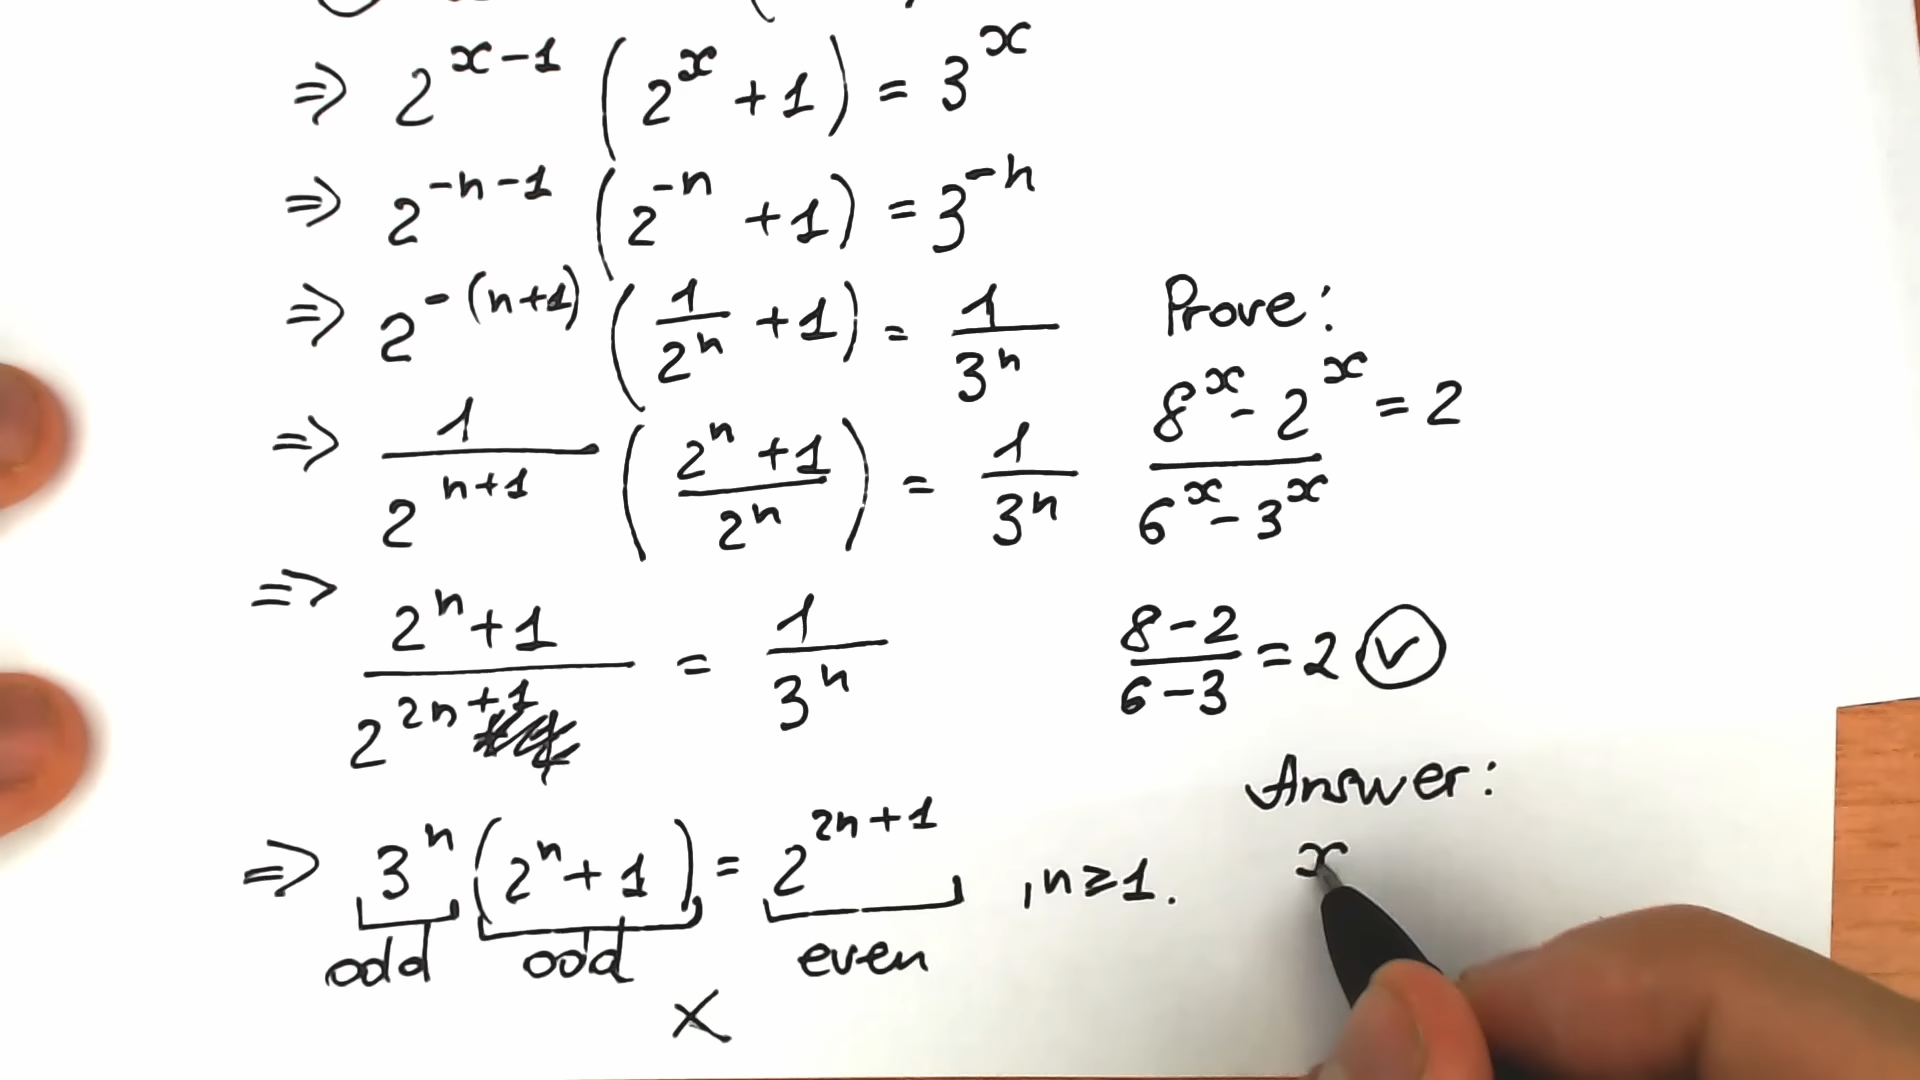 ⇒ 2^{x-1} (2^x + 1) = 3^x
⇒ 2^{-n-1} (2^{-n} + 1) = 3^{-n}
⇒ 2^{-(n+1)} (1/2^n + 1) = 1/3^n
⇒ 1/2^{n+1} ((2^n + 1)/2^n) = 1/3^n
⇒ (2^n + 1)/2^{2n+1} = 1/3^n
⇒ 3^n (2^n + 1) = 2^{2n+1} , n ≥ 1.
odd odd even
×
Prove:
(8^x - 2^x)/(6^x - 3^x) = 2
(8 - 2)/(6 - 3) = 2 ✓
Answer:
x